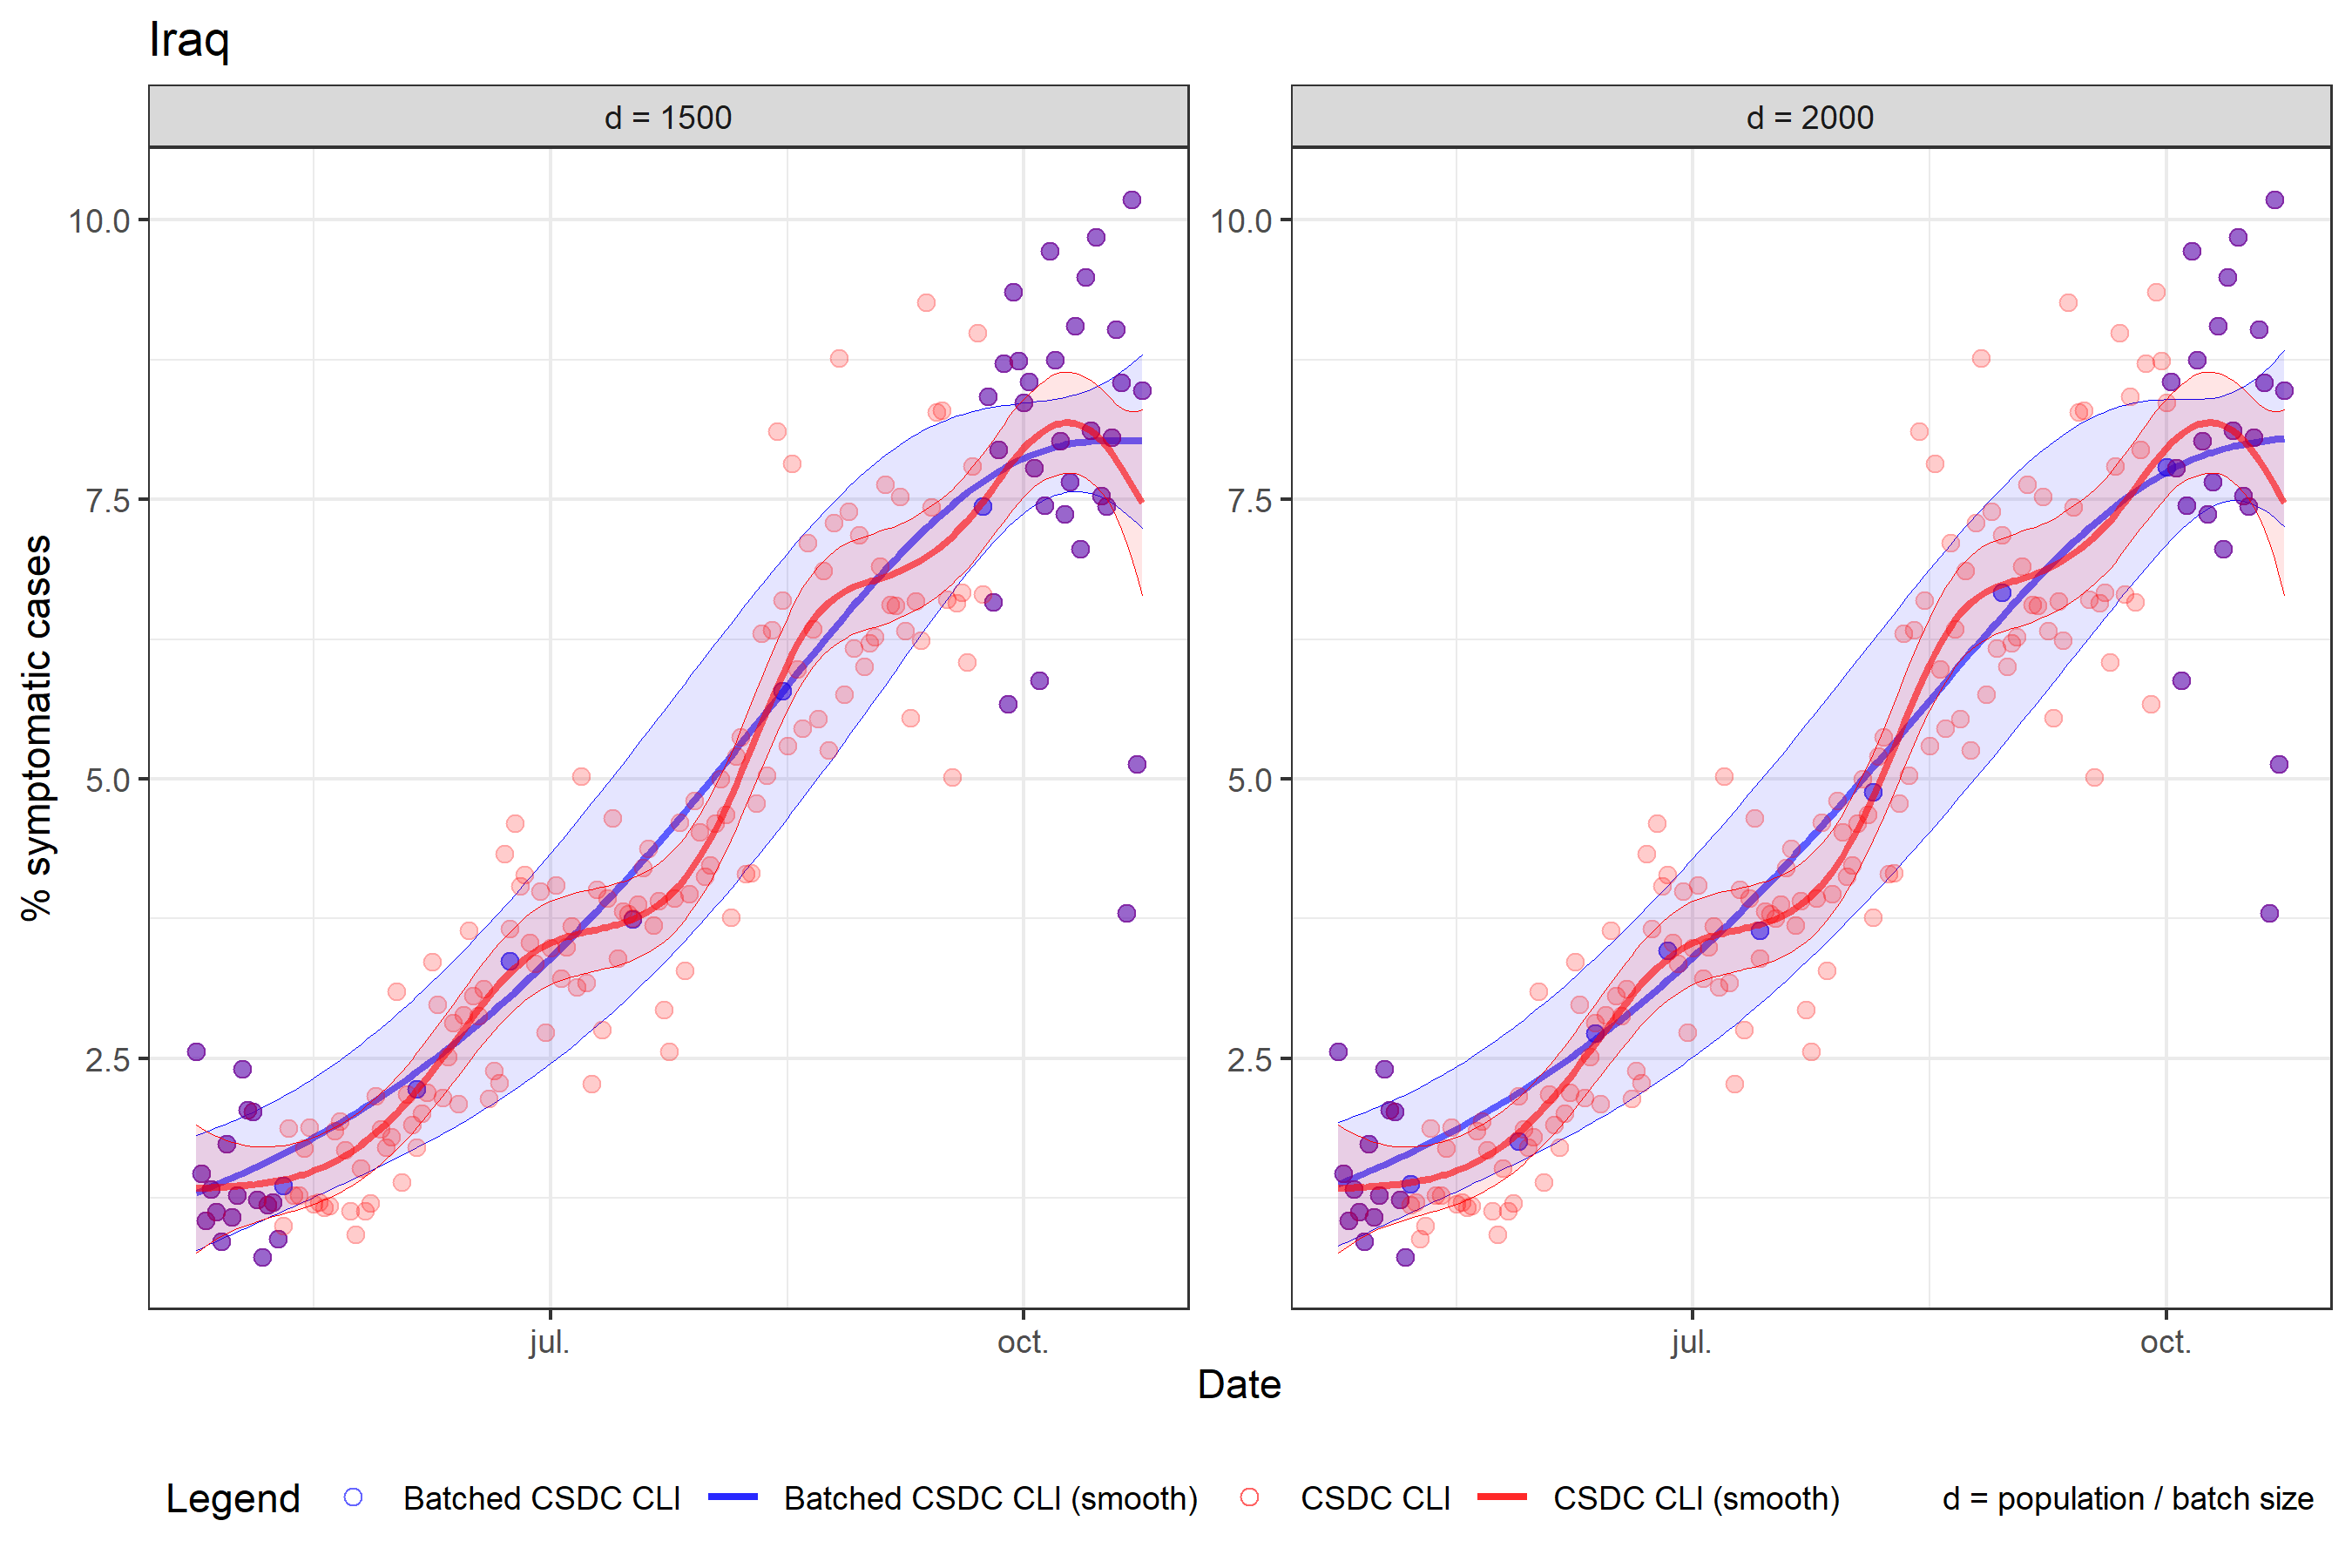 Iraq
d = 1500
d = 2000
% symptomatic cases
10.0
7.5
5.0
2.5
10.0
7.5
5.0
2.5
jul.
oct.
jul.
oct.
Date
Legend
Batched CSDC CLI
Batched CSDC CLI (smooth)
CSDC CLI
CSDC CLI (smooth)
d = population / batch size